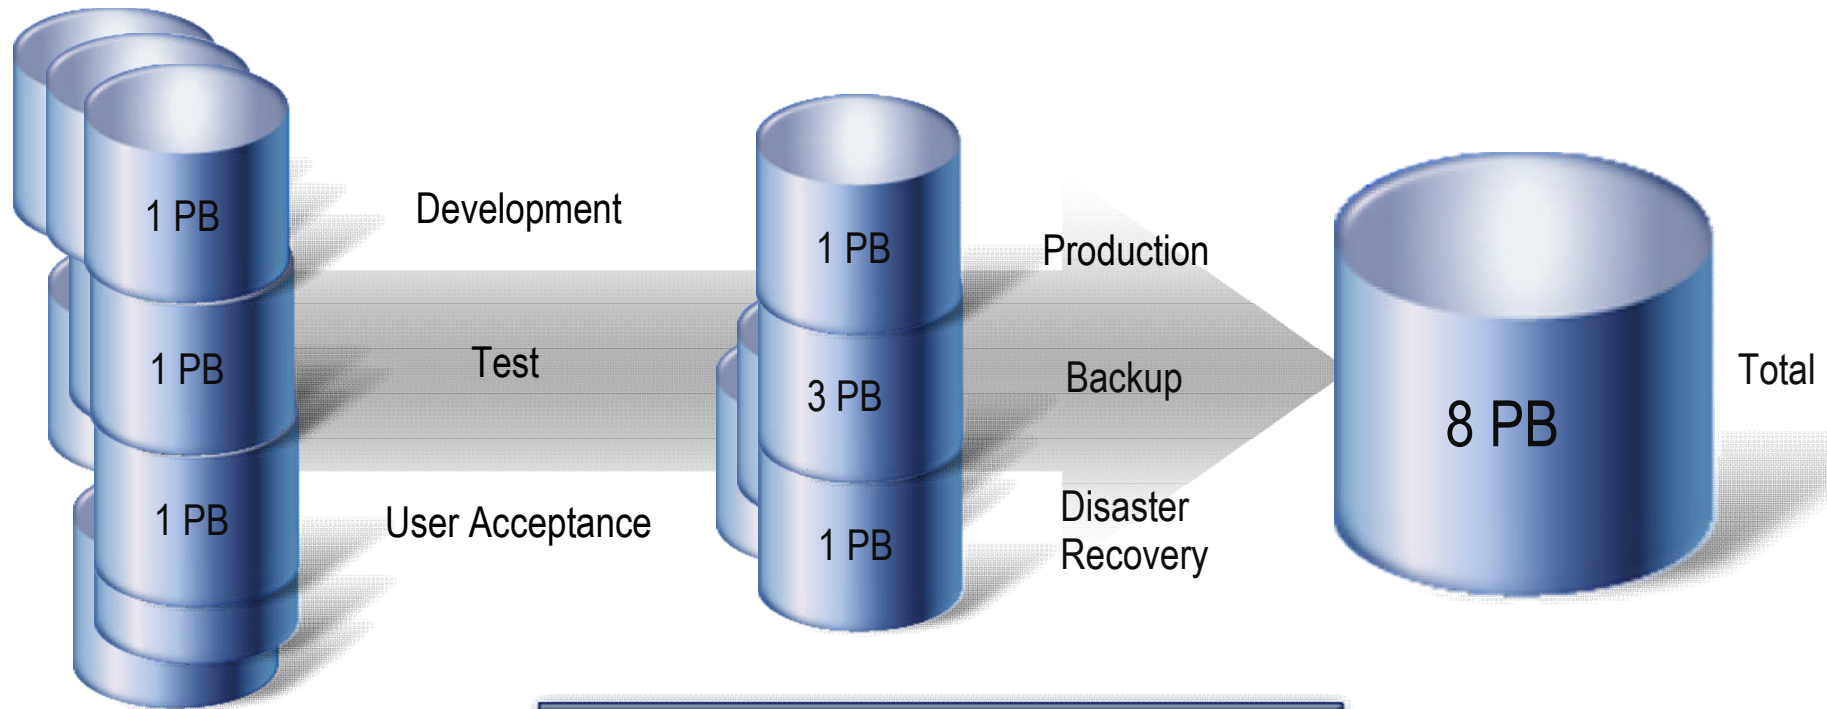 1 PB
Development
1 PB
Test
1 PB
User Acceptance
1 PB
Production
3 PB
Backup
1 PB
Disaster
Recovery
8 PB
Total